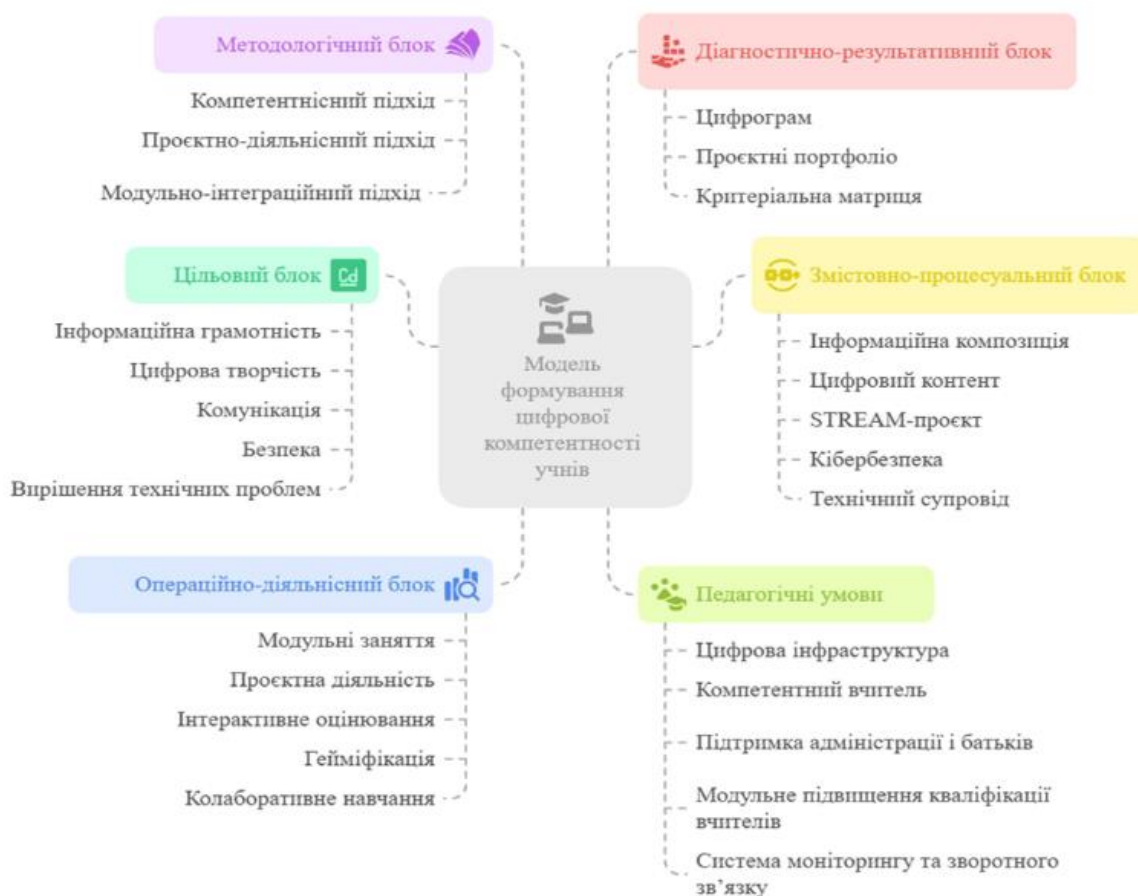 Методологічний блок
Компетентнісний підхід
Проєктно-діяльнісний підхід
Модульно-інтеграційний підхід
Діагностично-результативний блок
Цифрограм
Проєктні портфоліо
Критеріальна матриця
Цільовий блок
Cd
Інформаційна грамотність
Цифрова творчість
Комунікація
Безпека
Вирішення технічних проблем
Модель
формування
цифрової
компетентності
учнів
Змістовно-процесуальний блок
Інформаційна композиція
Цифровий контент
STREAM-проєкт
Кібербезпека
Технічний супровід
Операційно-діяльнісний блок
Модульні заняття
Проєктна діяльність
Інтерактивне оцінювання
Гейміфікація
Колаборативне навчання
Педагогічні умови
Цифрова інфраструктура
Компетентний вчитель
Підтримка адміністрації і батьків
Модульне підвищення кваліфікації
вчителів
Система моніторингу та зворотного
зв’язку